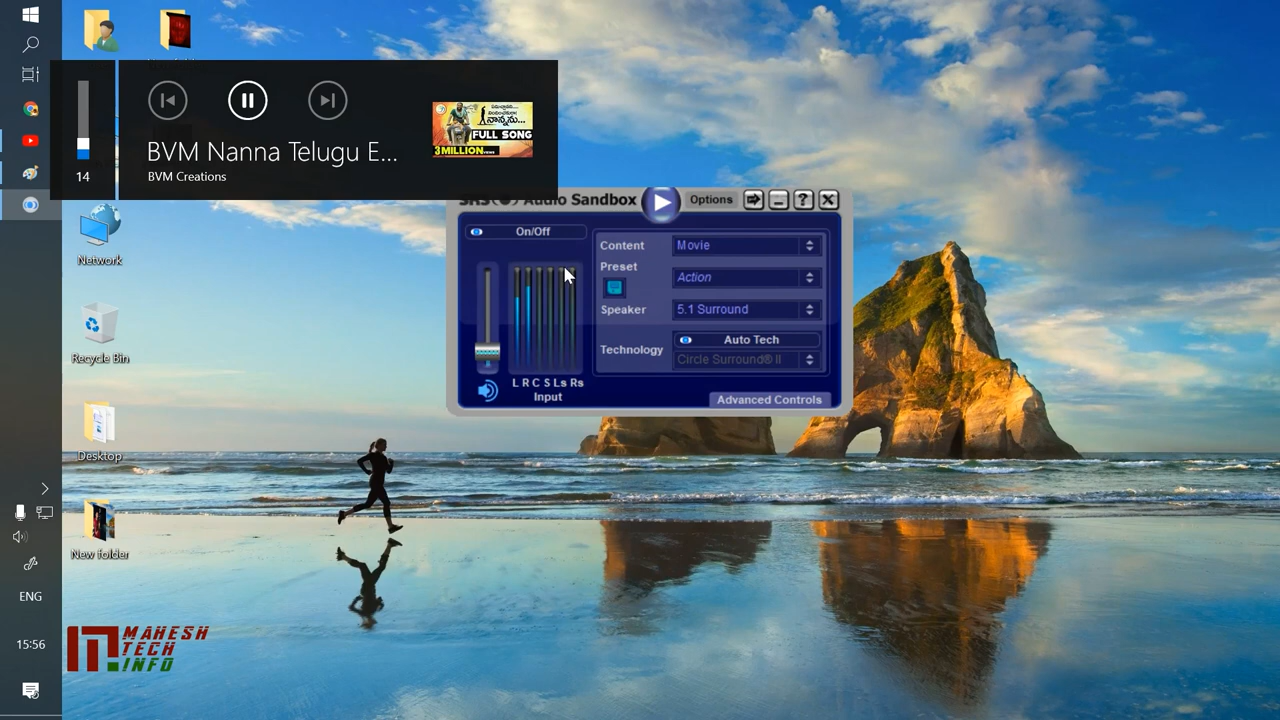 14
BVM Nanna Telugu E...
BVM Creations
నాన్నను...
FULL SONG
3 MILLION VIEWS
Audio Sandbox
Options
?
On/Off
Content
Movie
Preset
Action
Speaker
5.1 Surround
Technology
Auto Tech
Circle Surround® II
L R C S Ls Rs
Input
Advanced Controls
Network
Recycle Bin
Desktop
New folder
ENG
15:56
MAHESH
TECH
INFO